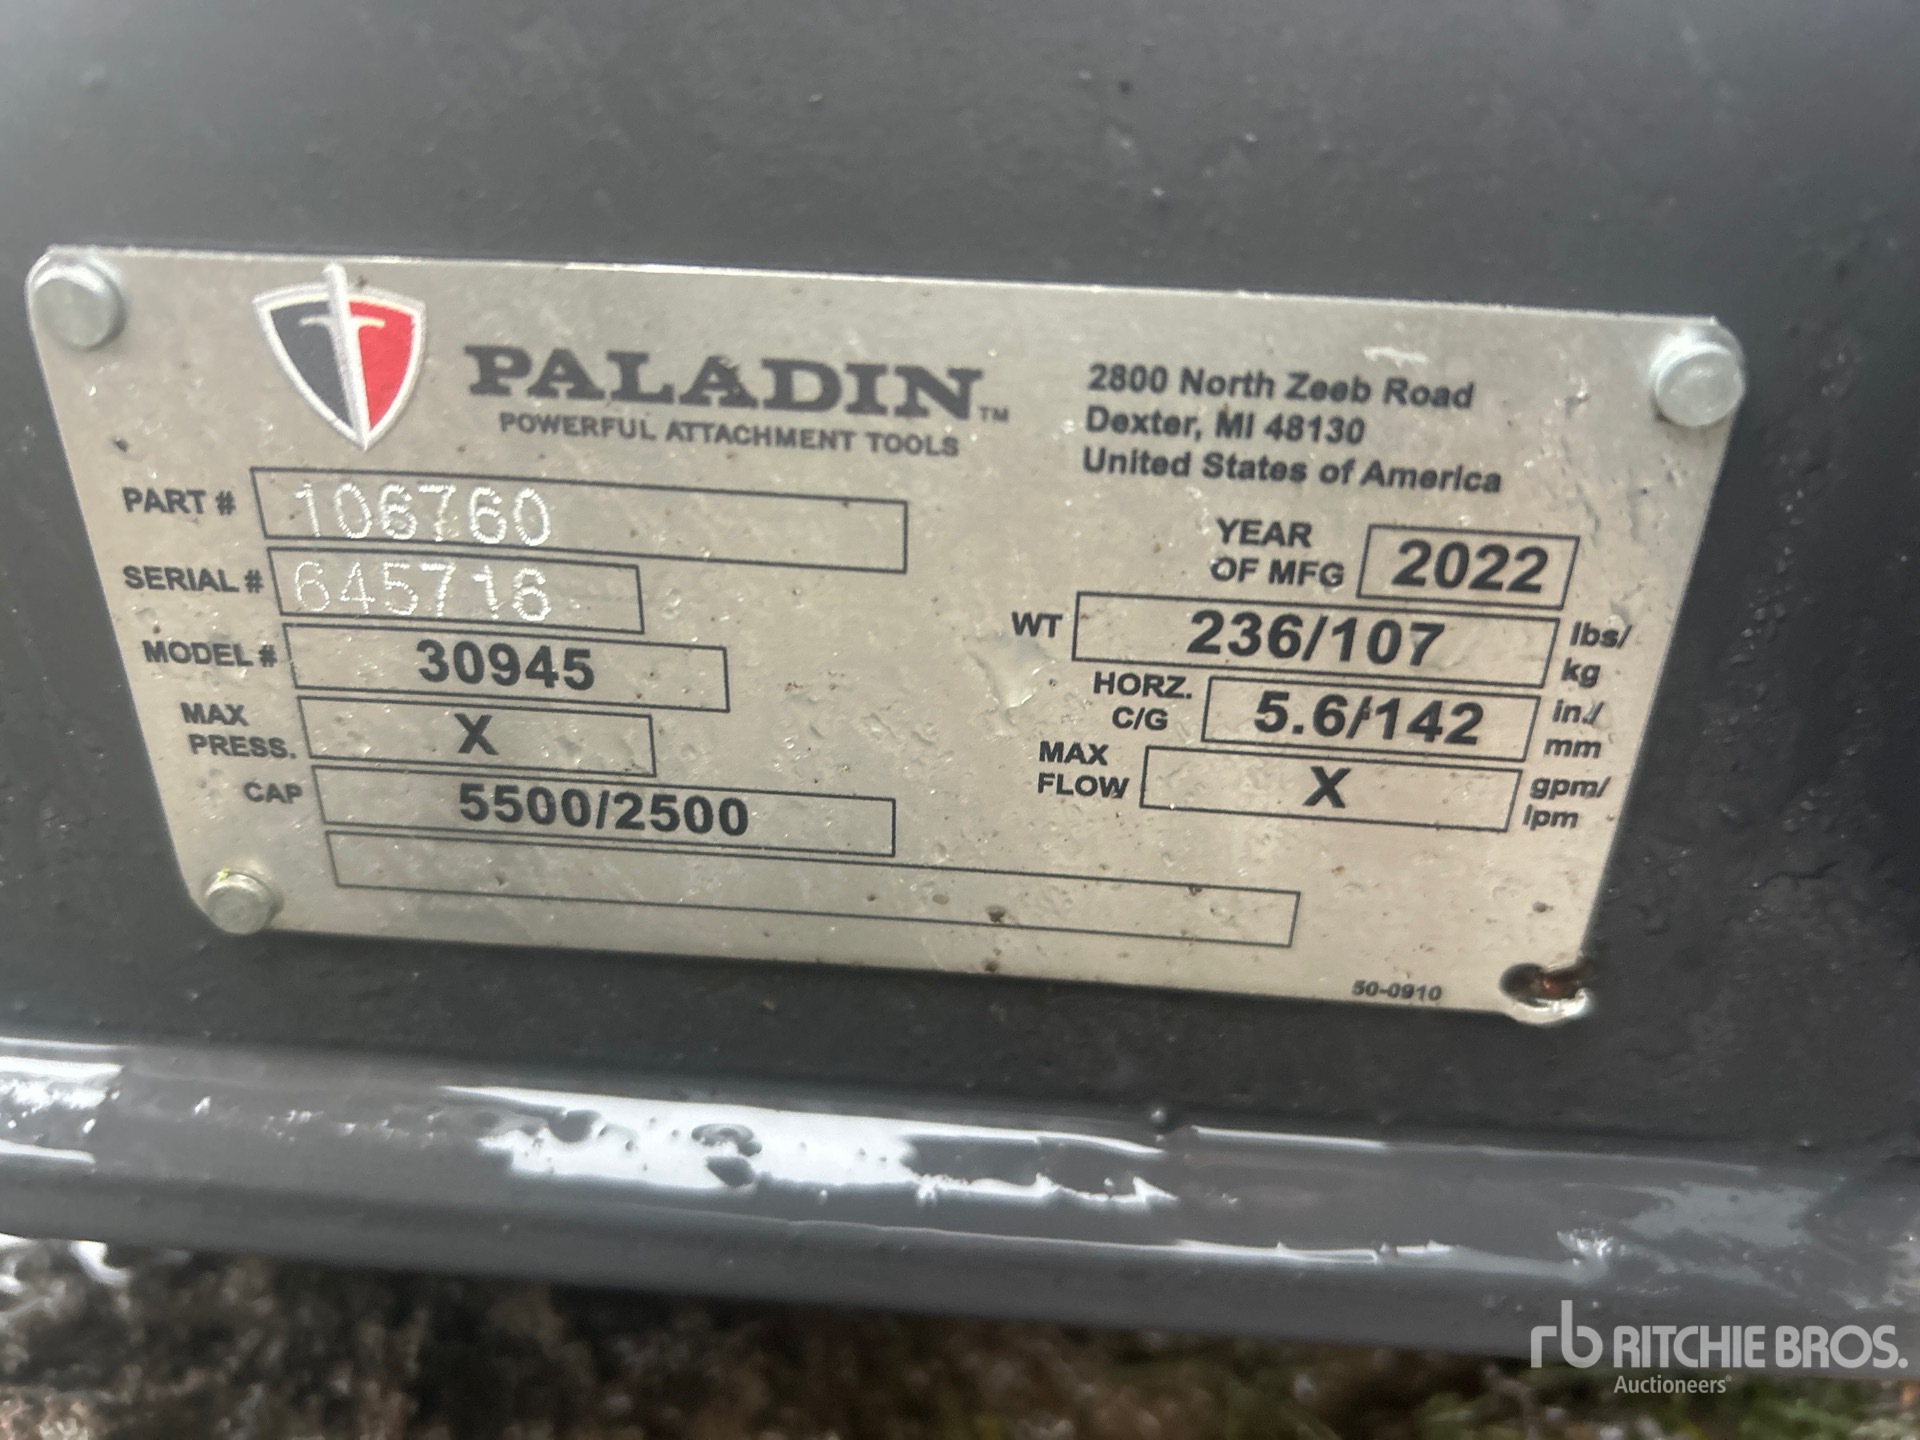 PALADIN™
POWERFUL ATTACHMENT TOOLS
2800 North Zeeb Road
Dexter, MI 48130
United States of America
PART # 106760
SERIAL # 645716
MODEL # 30945
MAX PRESS. X
CAP 5500/2500
YEAR OF MFG 2022
WT 236/107 lbs/kg
HORZ. C/G 5.6/142 in./mm
MAX FLOW X gpm/lpm
50-0910
rb RITCHIE BROS.
Auctioneers